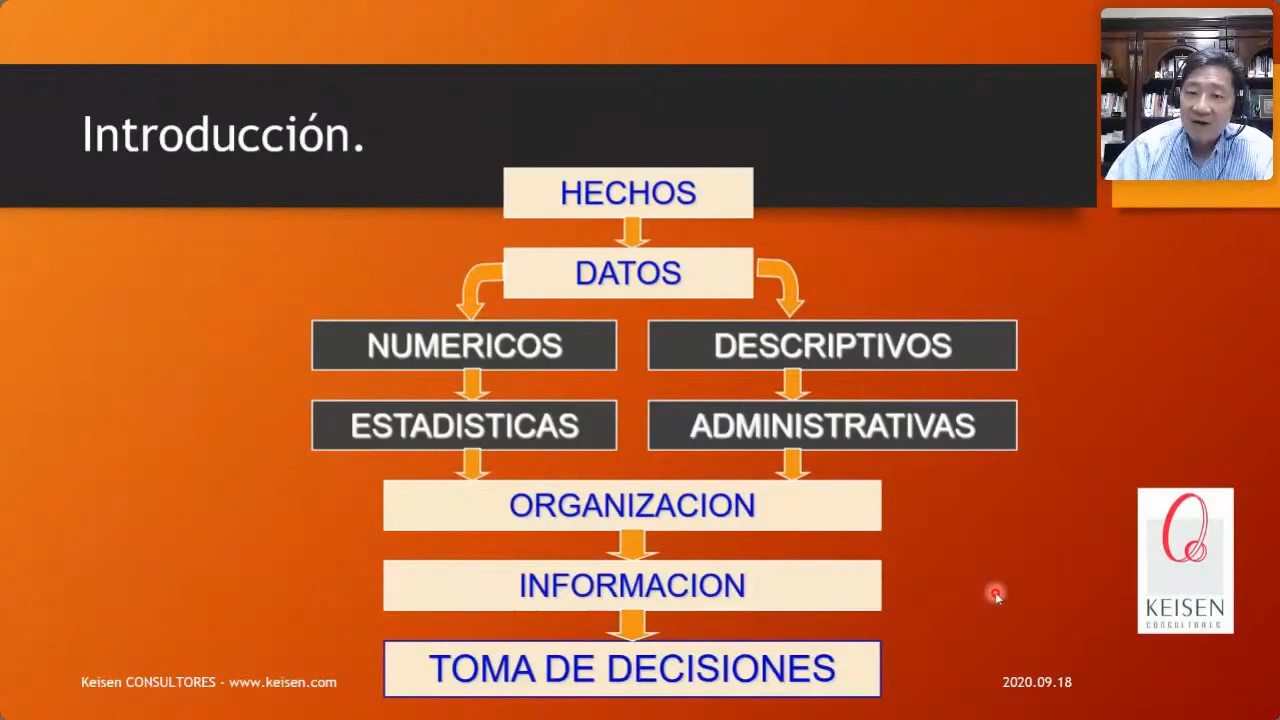 Introducción.
HECHOS
DATOS
NUMERICOS
DESCRIPTIVOS
ESTADISTICAS
ADMINISTRATIVAS
ORGANIZACION
INFORMACION
TOMA DE DECISIONES
KEISEN
CONSULTORES
Keisen CONSULTORES - www.keisen.com
2020.09.18